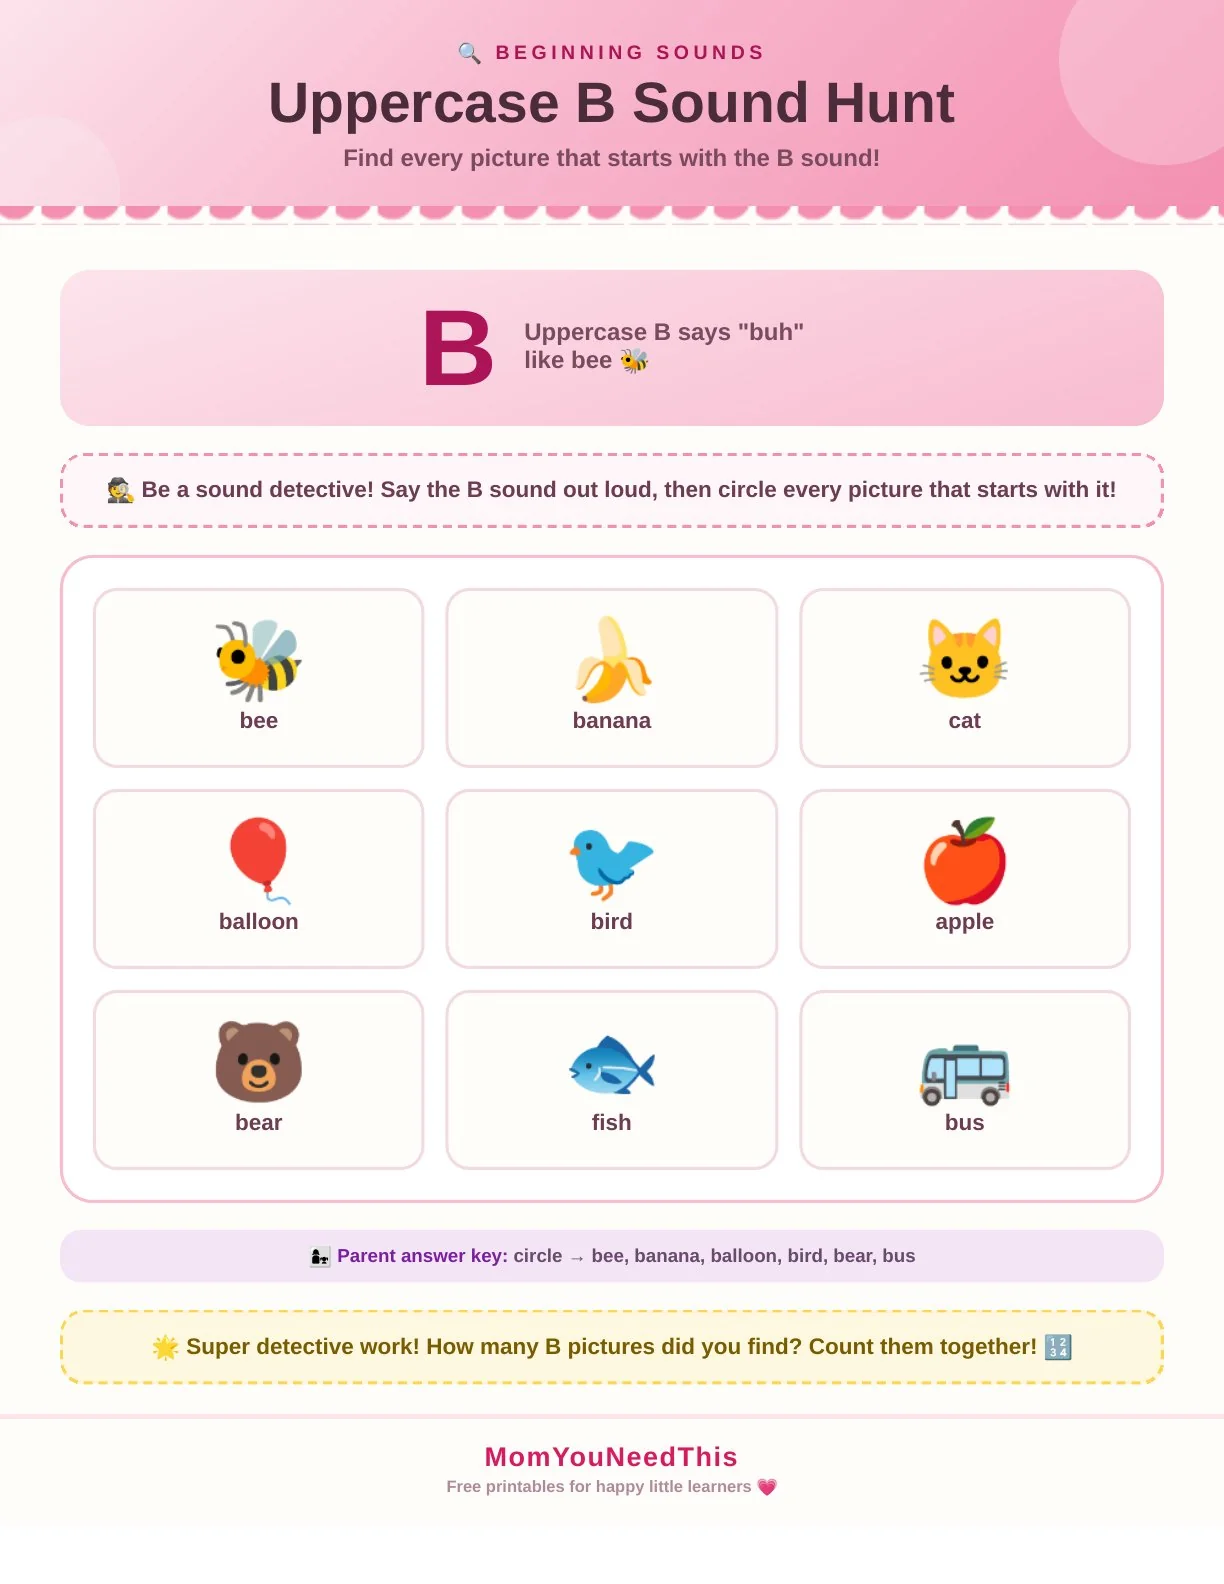 🔍 BEGINNING SOUNDS
Uppercase B Sound Hunt
Find every picture that starts with the B sound!
B
Uppercase B says "buh"
like bee 🐝
🕵️ Be a sound detective! Say the B sound out loud, then circle every picture that starts with it!
bee
banana
cat
balloon
bird
apple
bear
fish
bus
👩‍👧 Parent answer key: circle → bee, banana, balloon, bird, bear, bus
🌟 Super detective work! How many B pictures did you find? Count them together! 🔢
MomYouNeedThis
Free printables for happy little learners 💗